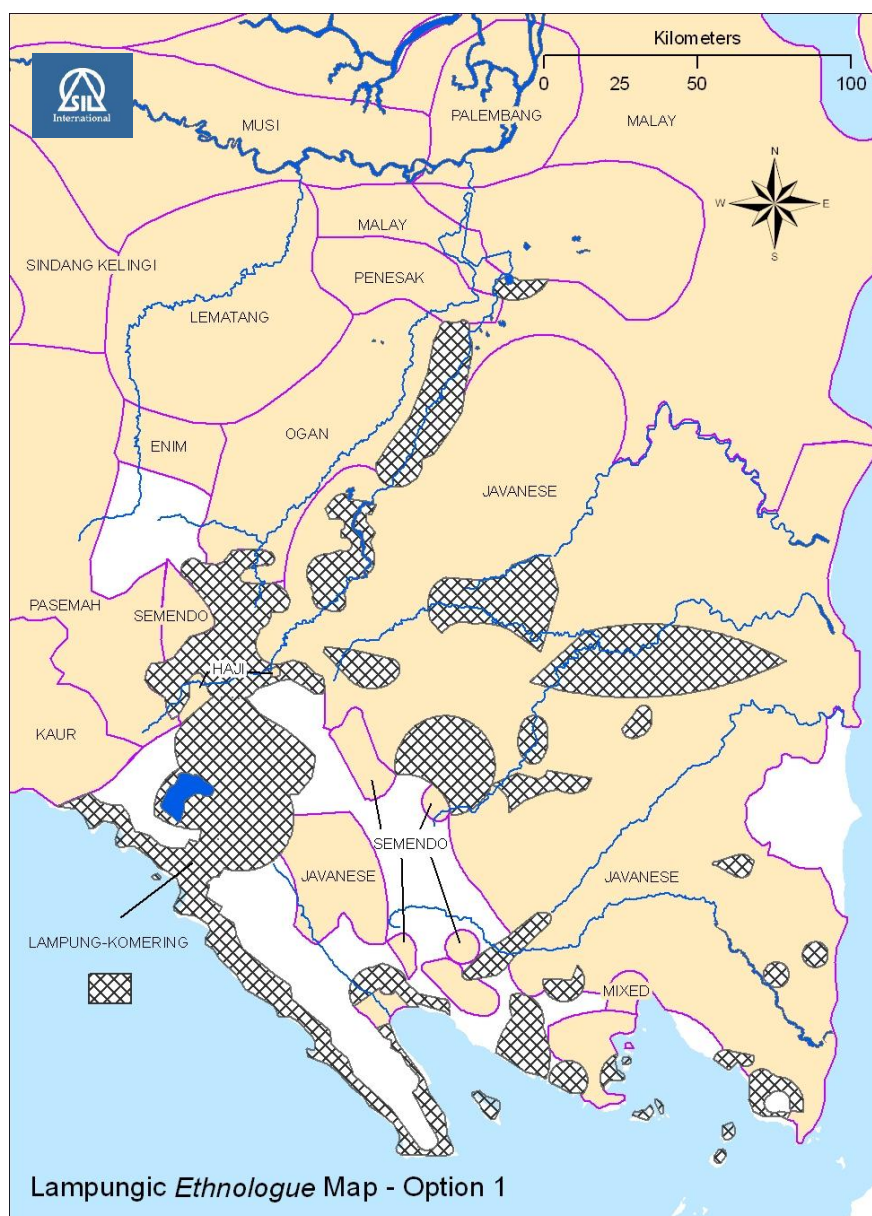 Kilometers
0 25 50 100
SIL
International
MUSI
PALEMBANG
MALAY
N
W E
S
MALAY
SINDANG KELINGI
PENESAK
LEMATANG
OGAN
ENIM
JAVANESE
PASEMAH
SEMENDO
HAJI
KAUR
SEMENDO
JAVANESE
JAVANESE
LAMPUNG-KOMERING
MIXED
Lampungic Ethnologue Map - Option 1